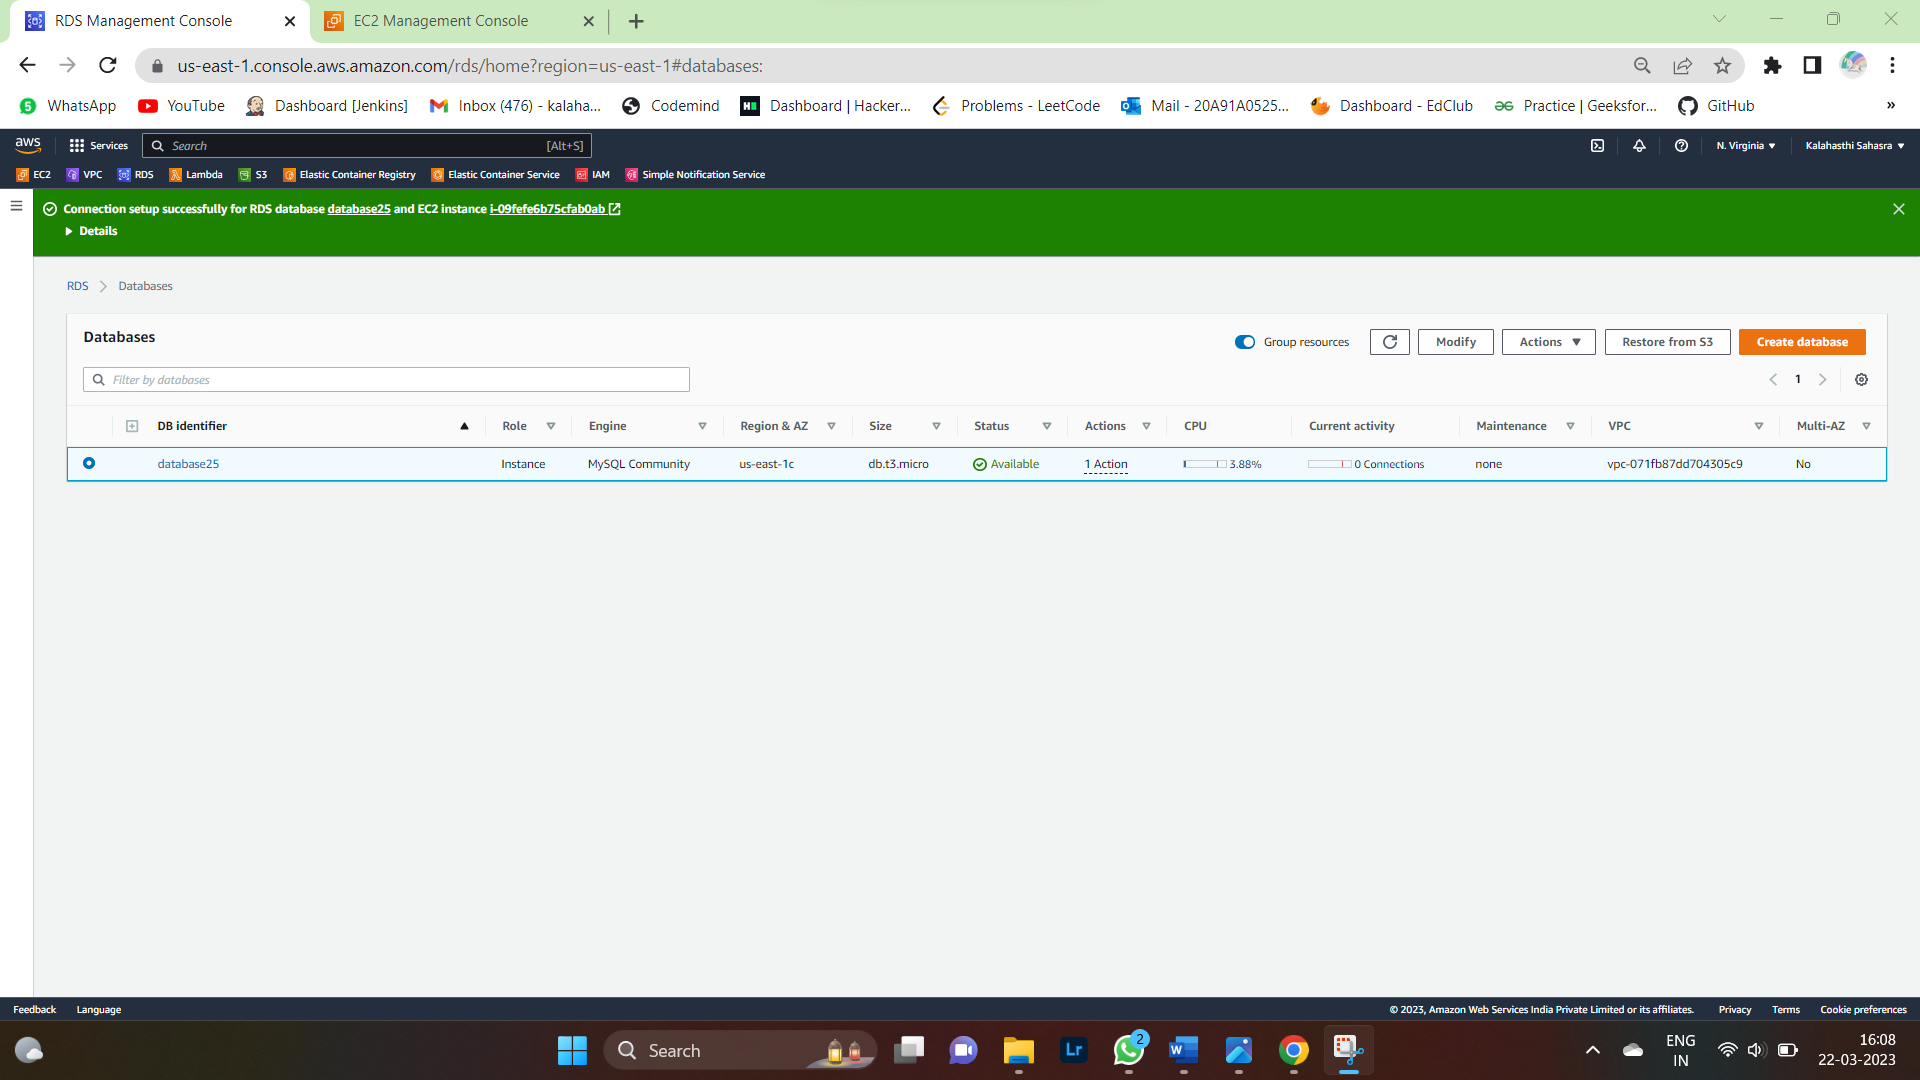 RDS Management Console
EC2 Management Console
us-east-1.console.aws.amazon.com/rds/home?region=us-east-1#databases:
WhatsApp YouTube Dashboard [Jenkins] Inbox (476) - kalaha... Codemind Dashboard | Hacker... Problems - LeetCode Mail - 20A91A0525... Dashboard - EdClub Practice | Geeksfor... GitHub »
aws Services Search [Alt+S] N. Virginia Kalahasthi Sahasra
EC2 VPC RDS Lambda S3 Elastic Container Registry Elastic Container Service IAM Simple Notification Service
Connection setup successfully for RDS database database25 and EC2 instance i-09fefe6b75cfab0ab
Details
RDS Databases
Databases
Group resources Modify Actions Restore from S3 Create database
Filter by databases
1
DB identifier Role Engine Region & AZ Size Status Actions CPU Current activity Maintenance VPC Multi-AZ
database25 Instance MySQL Community us-east-1c db.t3.micro Available 1 Action 3.88% 0 Connections none vpc-071fb87dd704305c9 No
Feedback Language © 2023, Amazon Web Services India Private Limited or its affiliates. Privacy Terms Cookie preferences
Search
Lr
2
W
ENG
IN
16:08
22-03-2023